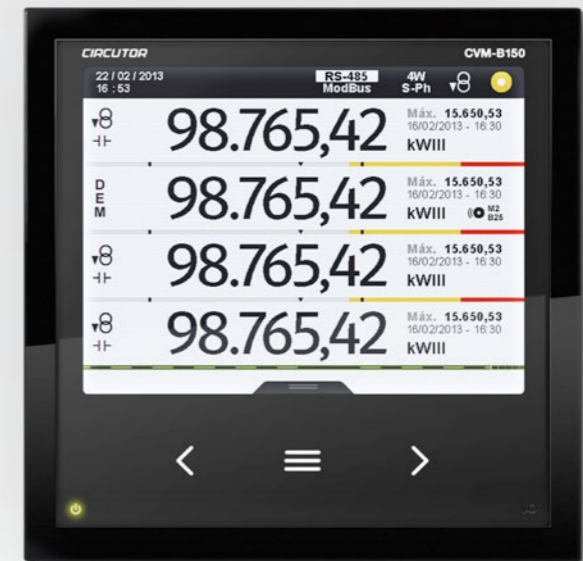 CIRCUTOR CVM-B150
22 / 02 / 2013 RS-485 4W
16 : 53 ModBus S-Ph
98.765,42 Máx. 15.650,53
16/02/2013 - 16:30
kWIII
DEM 98.765,42 Máx. 15.650,53
16/02/2013 - 16:30
kWIII M2
B25
98.765,42 Máx. 15.650,53
16/02/2013 - 16:30
kWIII
98.765,42 Máx. 15.650,53
16/02/2013 - 16:30
kWIII